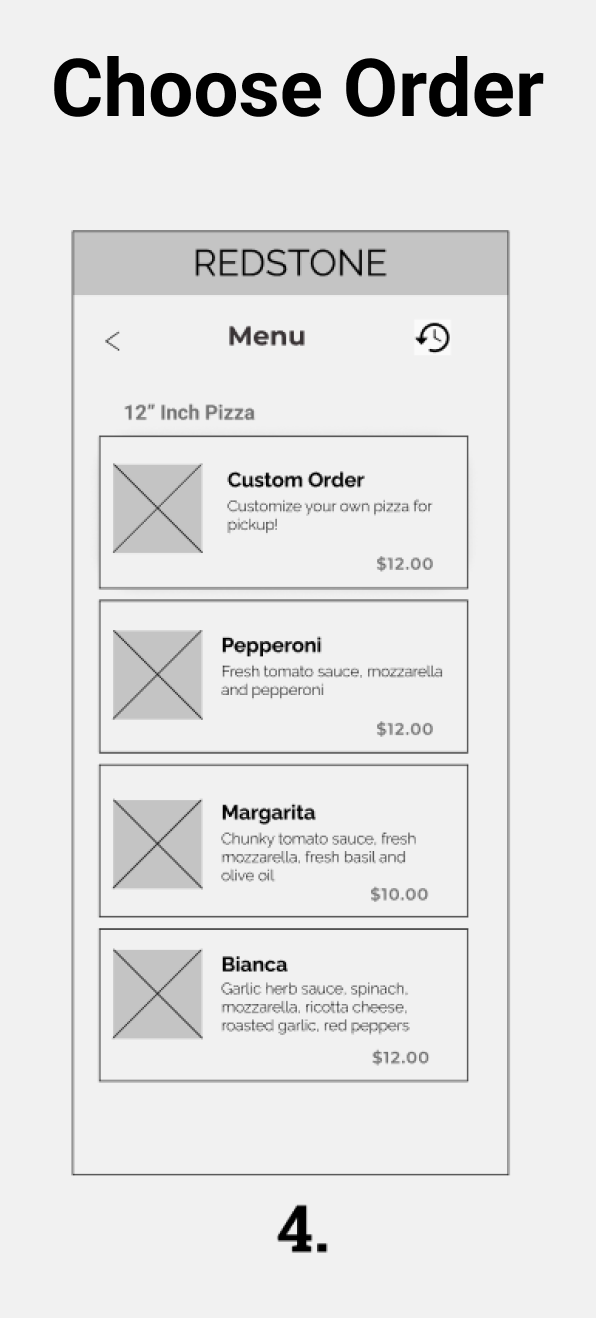 Choose Order
REDSTONE
< Menu
12” Inch Pizza
Custom Order
Customize your own pizza for
pickup!
$12.00
Pepperoni
Fresh tomato sauce, mozzarella
and pepperoni
$12.00
Margarita
Chunky tomato sauce, fresh
mozzarella, fresh basil and
olive oil
$10.00
Bianca
Garlic herb sauce, spinach,
mozzarella, ricotta cheese,
roasted garlic, red peppers
$12.00
4.